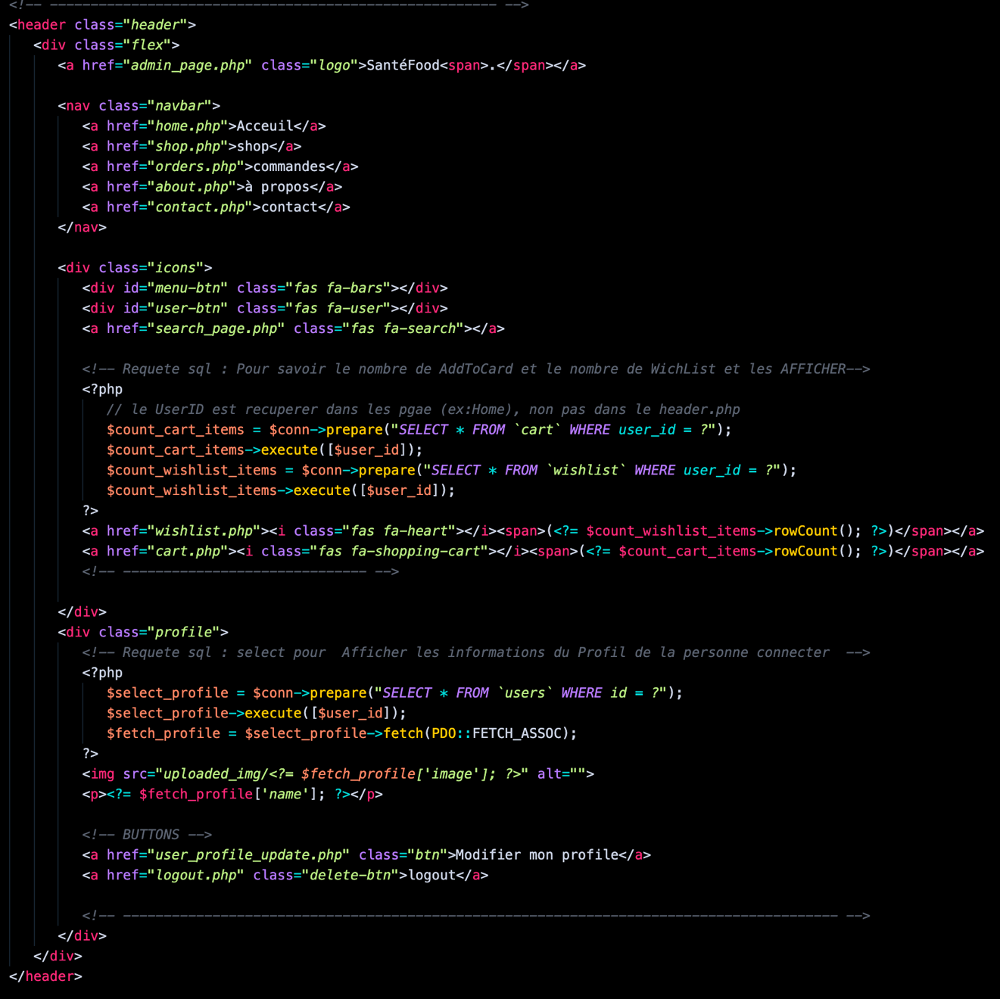 <!-- ------------------------------------------------------- -->
<header class="header">
<div class="flex">
<a href="admin_page.php" class="logo">SantéFood<span>.</span></a>
<nav class="navbar">
<a href="home.php">Acceuil</a>
<a href="shop.php">shop</a>
<a href="orders.php">commandes</a>
<a href="about.php">à propos</a>
<a href="contact.php">contact</a>
</nav>
<div class="icons">
<div id="menu-btn" class="fas fa-bars"></div>
<div id="user-btn" class="fas fa-user"></div>
<a href="search_page.php" class="fas fa-search"></a>
<!-- Requete sql : Pour savoir le nombre de AddToCard et le nombre de WichList et les AFFICHER-->
<?php
// le UserID est recuperer dans les pgae (ex:Home), non pas dans le header.php
$count_cart_items = $conn->prepare("SELECT * FROM `cart` WHERE user_id = ?");
$count_cart_items->execute([$user_id]);
$count_wishlist_items = $conn->prepare("SELECT * FROM `wishlist` WHERE user_id = ?");
$count_wishlist_items->execute([$user_id]);
?>
<a href="wishlist.php"><i class="fas fa-heart"></i><span>(<?= $count_wishlist_items->rowCount(); ?>)</span></a>
<a href="cart.php"><i class="fas fa-shopping-cart"></i><span>(<?= $count_cart_items->rowCount(); ?>)</span></a>
<!-- ------------------------------ -->
</div>
<div class="profile">
<!-- Requete sql : select pour  Afficher les informations du Profil de la personne connecter  -->
<?php
$select_profile = $conn->prepare("SELECT * FROM `users` WHERE id = ?");
$select_profile->execute([$user_id]);
$fetch_profile = $select_profile->fetch(PDO::FETCH_ASSOC);
?>
<img src="uploaded_img/<?= $fetch_profile['image']; ?>" alt="">
<p><?= $fetch_profile['name']; ?></p>
<!-- BUTTONS -->
<a href="user_profile_update.php" class="btn">Modifier mon profile</a>
<a href="logout.php" class="delete-btn">logout</a>
<!-- ---------------------------------------------------------------------------------------- -->
</div>
</div>
</header>